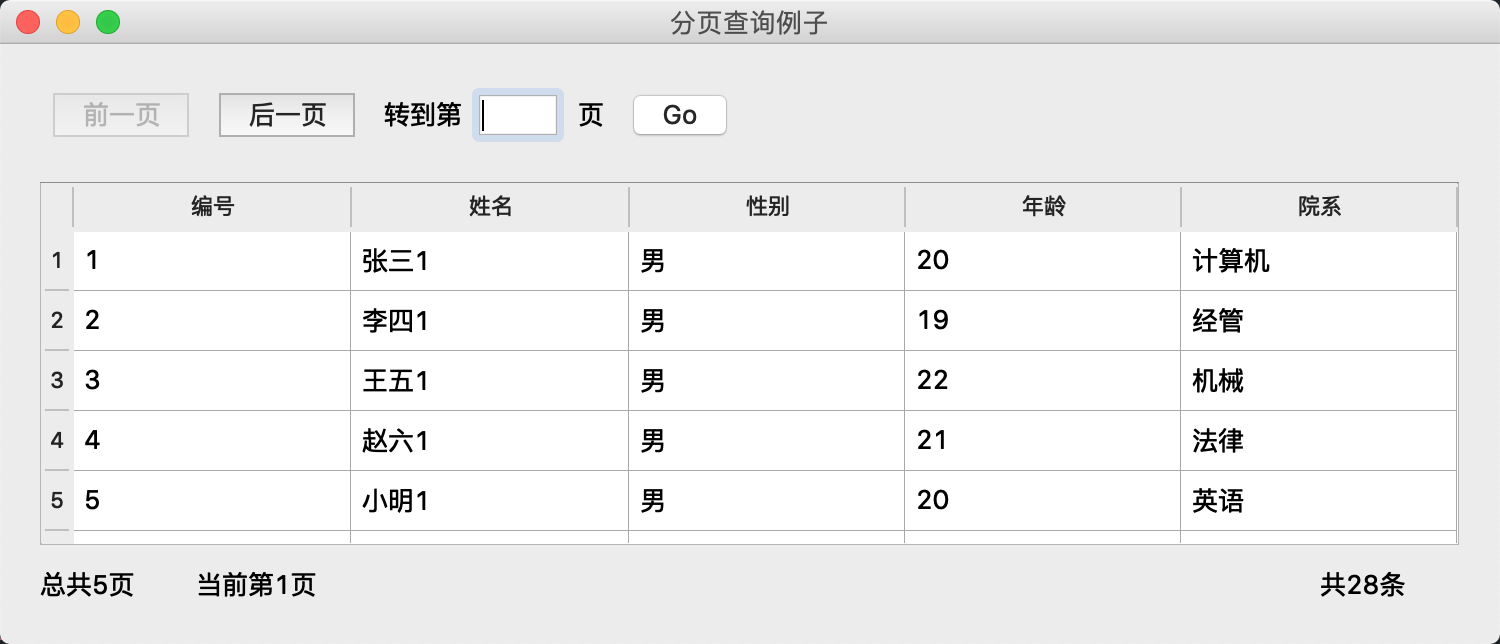 分页查询例子
前一页 后一页 转到第 页 Go
编号 姓名 性别 年龄 院系
1 1 张三1 男 20 计算机
2 2 李四1 男 19 经管
3 3 王五1 男 22 机械
4 4 赵六1 男 21 法律
5 5 小明1 男 20 英语
总共5页 当前第1页 共28条